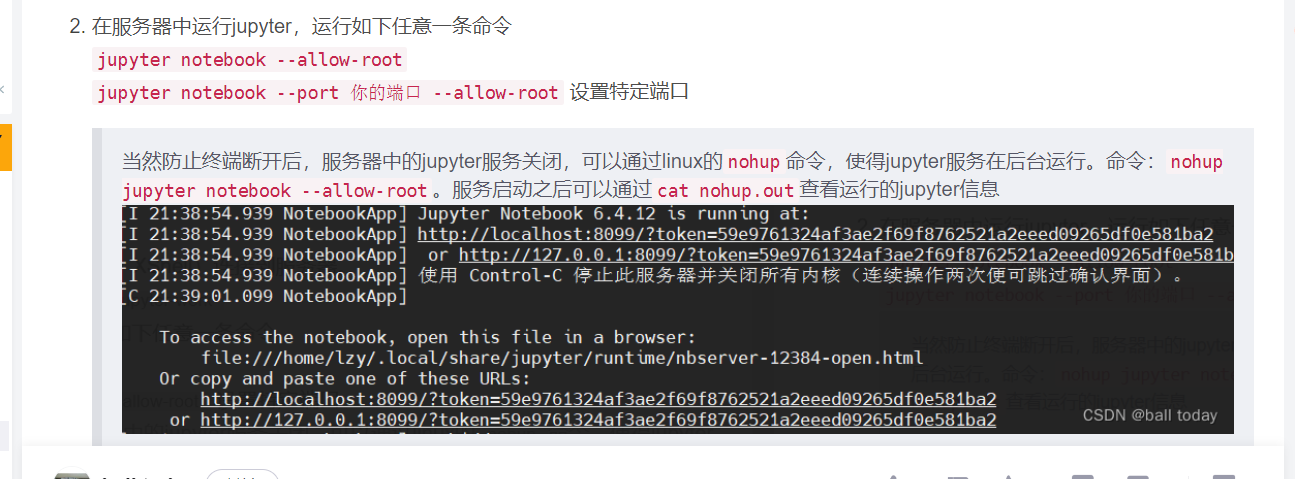 2. 在服务器中运行jupyter，运行如下任意一条命令
jupyter notebook --allow-root
jupyter notebook --port 你的端口 --allow-root 设置特定端口
当然防止终端断开后，服务器中的jupyter服务关闭，可以通过linux的 nohup 命令，使得jupyter服务在后台运行。命令： nohup
jupyter notebook --allow-root 。服务启动之后可以通过 cat nohup.out 查看运行的jupyter信息
[I 21:38:54.939 NotebookApp] Jupyter Notebook 6.4.12 is running at:
[I 21:38:54.939 NotebookApp] http://localhost:8099/?token=59e9761324af3ae2f69f8762521a2eeed09265df0e581ba2
[I 21:38:54.939 NotebookApp]  or http://127.0.0.1:8099/?token=59e9761324af3ae2f69f8762521a2eeed09265df0e581b
[I 21:38:54.939 NotebookApp] 使用 Control-C 停止此服务器并关闭所有内核（连续操作两次便可跳过确认界面）。
[C 21:39:01.099 NotebookApp]
To access the notebook, open this file in a browser:
file:///home/lzy/.local/share/jupyter/runtime/nbserver-12384-open.html
Or copy and paste one of these URLs:
http://localhost:8099/?token=59e9761324af3ae2f69f8762521a2eeed09265df0e581ba2
or http://127.0.0.1:8099/?token=59e9761324af3ae2f69f8762521a2eeed09265df0e581ba2
CSDN @ball today